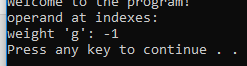 Welcome to the program!
operand at indexes:
weight 'g': -1
Press any key to continue . .